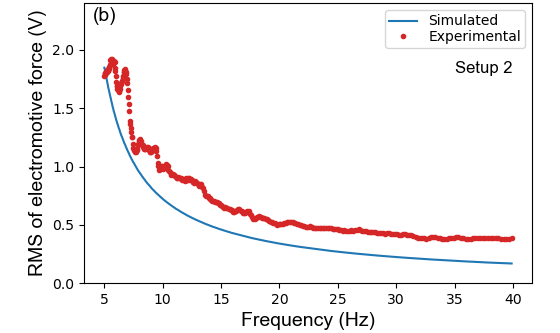 (b)
Simulated
Experimental
Setup 2
RMS of electromotive force (V)
2.0
1.5
1.0
0.5
0.0
5 10 15 20 25 30 35 40
Frequency (Hz)